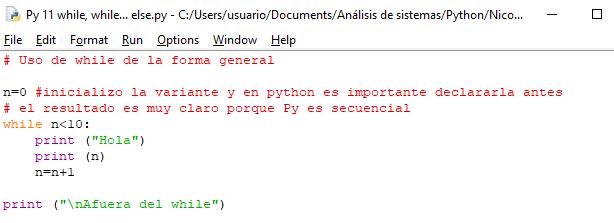 Py 11 while, while... else.py - C:/Users/usuario/Documents/Análisis de sistemas/Python/Nico...
File Edit Format Run Options Window Help
# Uso de while de la forma general
n=0 #inicializo la variante y en python es importante declararla antes
# el resultado es muy claro porque Py es secuencial
while n<10:
    print ("Hola")
    print (n)
    n=n+1
print ("\nAfuera del while")